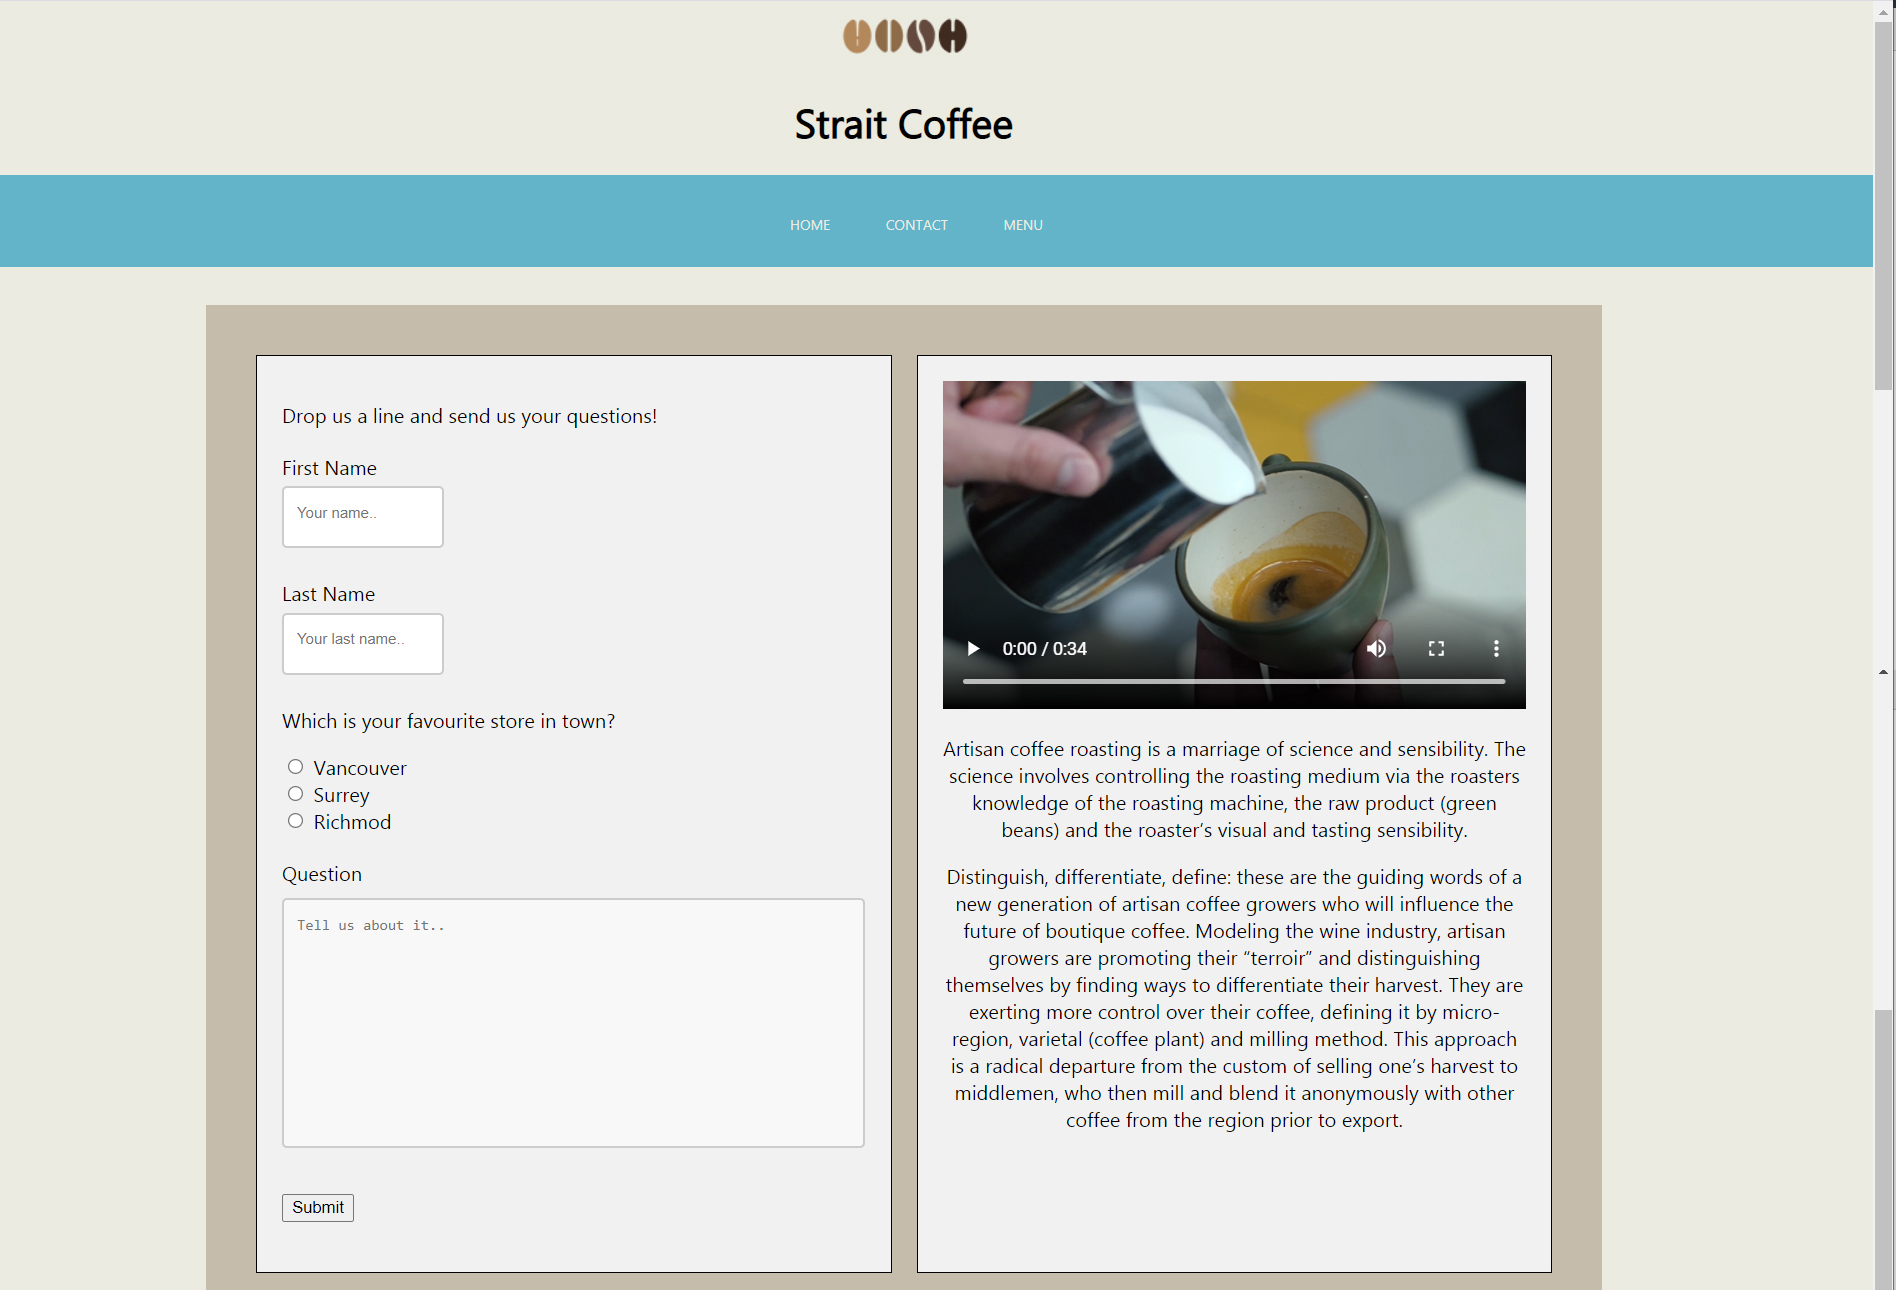 Strait Coffee
HOME CONTACT MENU
Drop us a line and send us your questions!
First Name
Your name..
Last Name
Your last name..
Which is your favourite store in town?
Vancouver
Surrey
Richmod
Question
Tell us about it..
Submit
0:00 / 0:34
Artisan coffee roasting is a marriage of science and sensibility. The
science involves controlling the roasting medium via the roasters
knowledge of the roasting machine, the raw product (green
beans) and the roaster’s visual and tasting sensibility.
Distinguish, differentiate, define: these are the guiding words of a
new generation of artisan coffee growers who will influence the
future of boutique coffee. Modeling the wine industry, artisan
growers are promoting their “terroir” and distinguishing
themselves by finding ways to differentiate their harvest. They are
exerting more control over their coffee, defining it by micro-
region, varietal (coffee plant) and milling method. This approach
is a radical departure from the custom of selling one’s harvest to
middlemen, who then mill and blend it anonymously with other
coffee from the region prior to export.